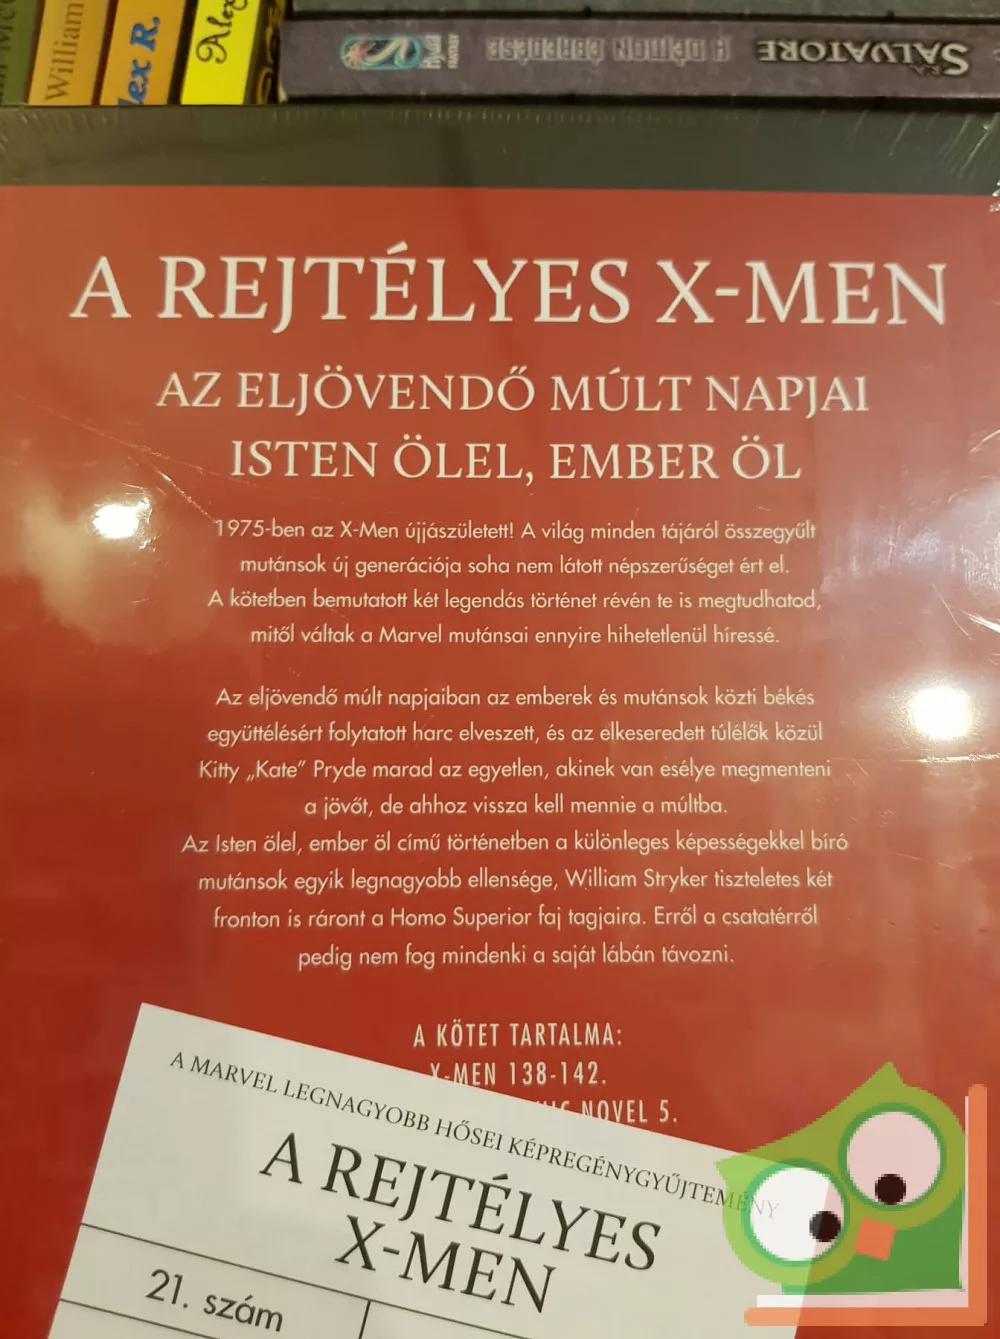 William
lex R.
Alex
R.A. SALVATORE
A DÉMON ÉBREDÉSE
A REJTÉLYES X-MEN
AZ ELJÖVENDŐ MÚLT NAPJAI
ISTEN ÖLEL, EMBER ÖL
1975-ben az X-Men újjászületett! A világ minden tájáról összegyűlt
mutánsok új generációja soha nem látott népszerűséget ért el.
A kötetben bemutatott két legendás történet révén te is megtudhatod,
mitől váltak a Marvel mutánsai ennyire hihetetlenül híressé.
Az eljövendő múlt napjaiban az emberek és mutánsok közti békés
együttélésért folytatott harc elveszett, és az elkeseredett túlélők közül
Kitty „Kate” Pryde marad az egyetlen, akinek van esélye megmenteni
a jövőt, de ahhoz vissza kell mennie a múltba.
Az Isten ölel, ember öl című történetben a különleges képességekkel bíró
mutánsok egyik legnagyobb ellensége, William Stryker tiszteletes két
fronton is ráront a Homo Superior faj tagjaira. Erről a csatatérről
pedig nem fog mindenki a saját lábán távozni.
A KÖTET TARTALMA:
X-MEN 138-142.
NOVEL 5.
A MARVEL LEGNAGYOBB HŐSEI KÉPREGÉNYGYŰJTEMÉNY
A REJTÉLYES
X-MEN
21. szám